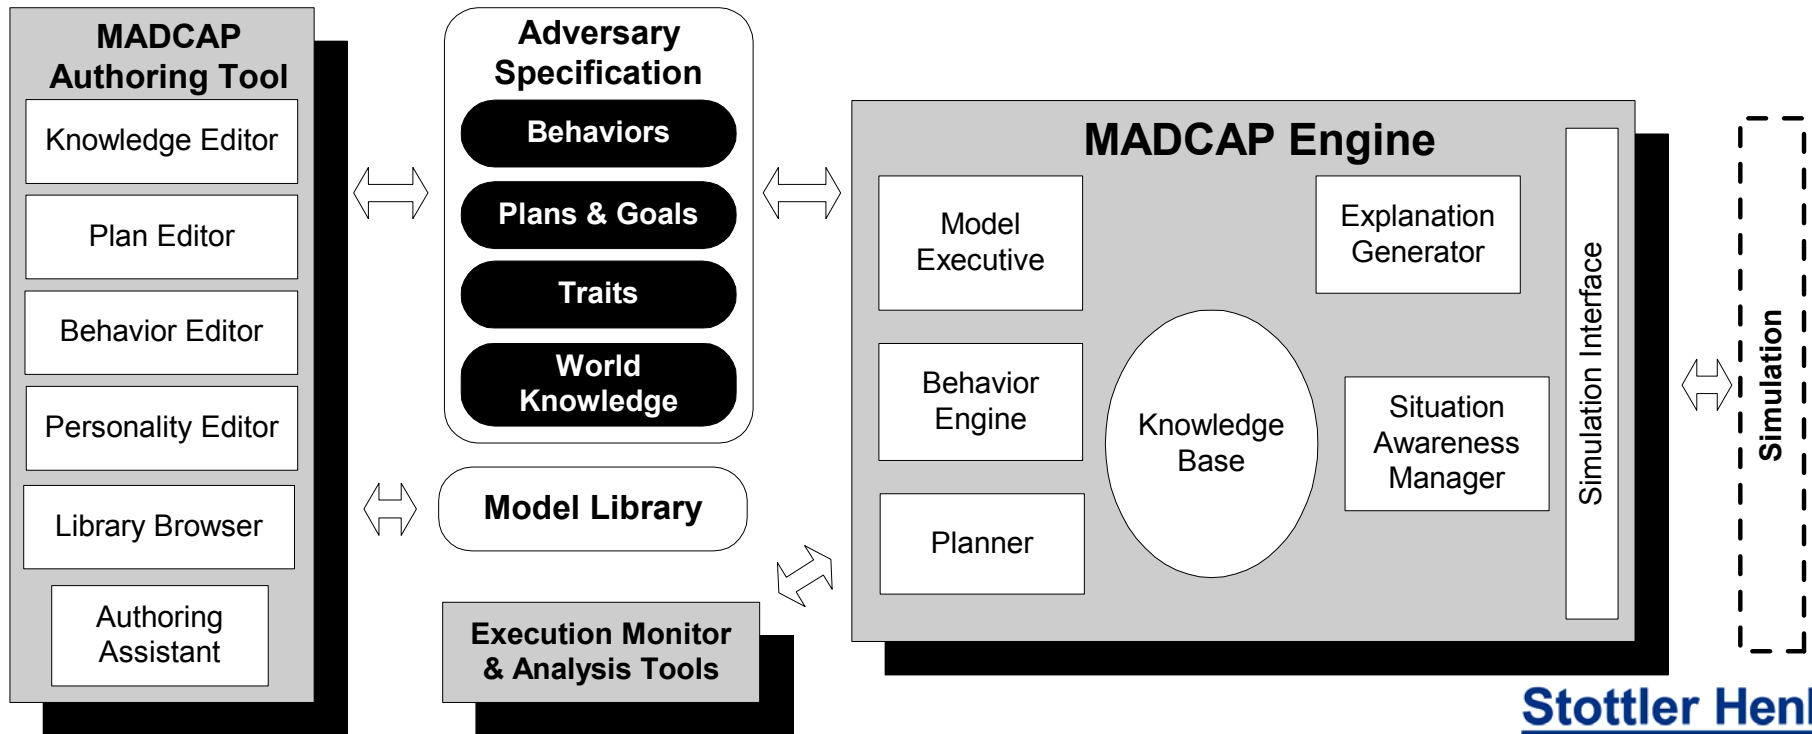 MADCAP
Authoring Tool
Knowledge Editor
Plan Editor
Behavior Editor
Personality Editor
Library Browser
Authoring
Assistant
Adversary
Specification
Behaviors
Plans & Goals
Traits
World
Knowledge
Model Library
Execution Monitor
& Analysis Tools
MADCAP Engine
Model
Executive
Behavior
Engine
Planner
Knowledge
Base
Explanation
Generator
Situation
Awareness
Manager
Simulation Interface
Simulation
Stottler